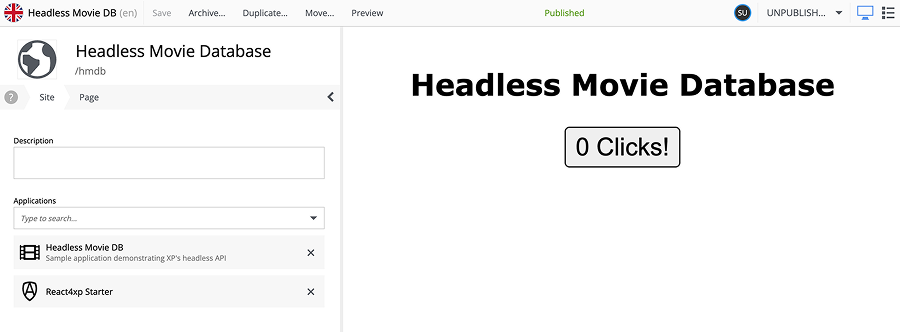 Headless Movie DB (en) Save Archive... Duplicate... Move... Preview Published SU UNPUBLISH...
Headless Movie Database
/hmdb
? Site Page
Description
Applications
Type to search...
Headless Movie DB
Sample application demonstrating XP's headless API
React4xp Starter
Headless Movie Database
0 Clicks!